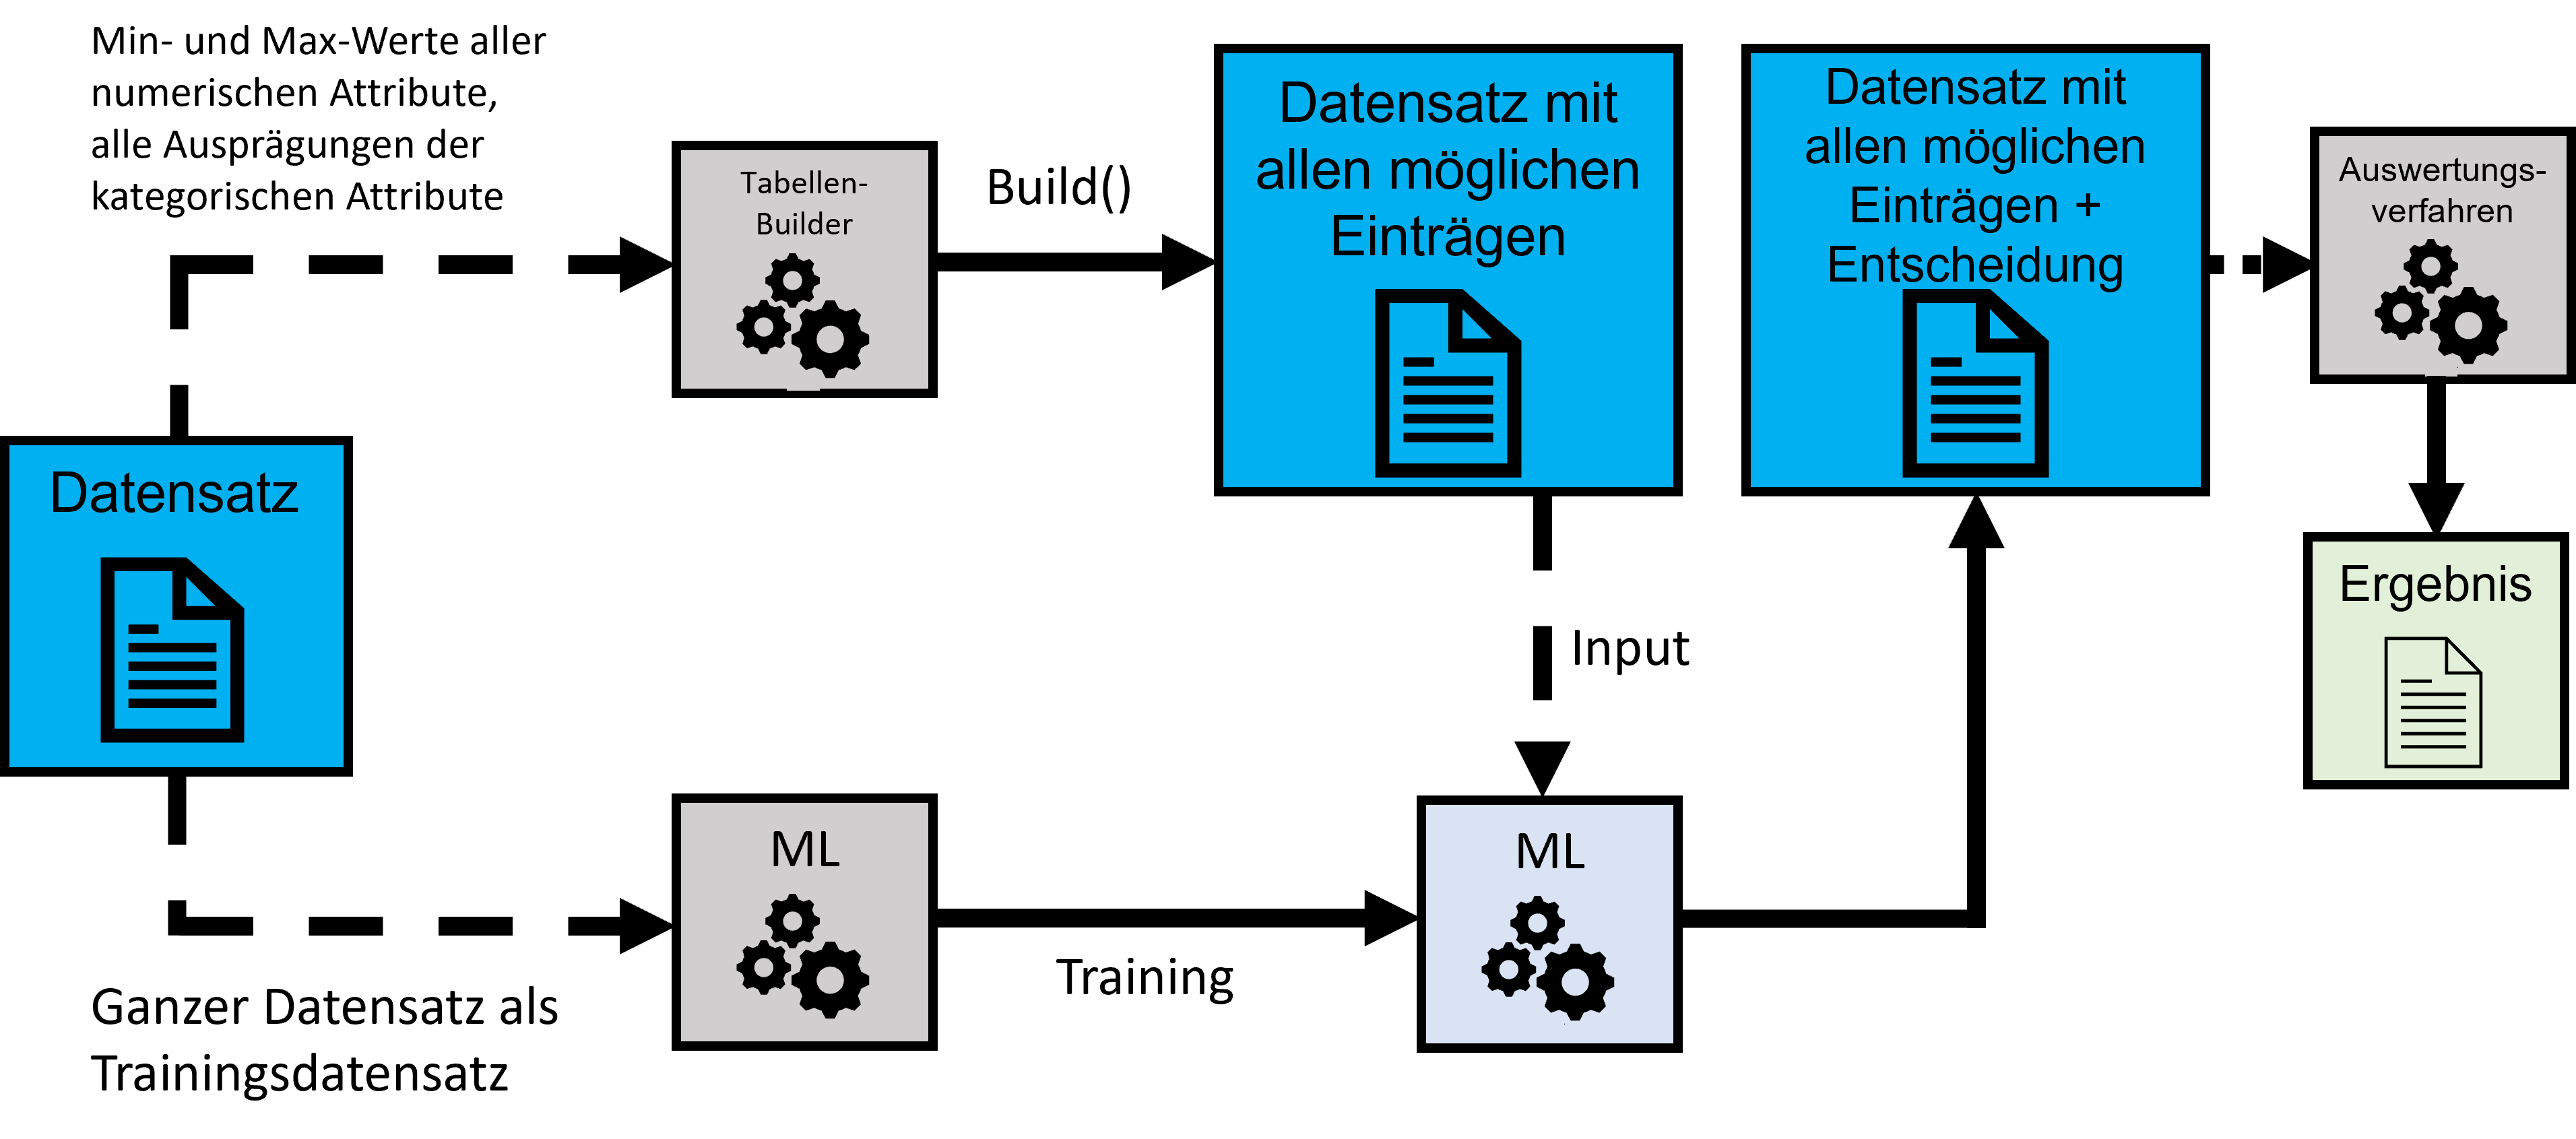 Min- und Max-Werte aller
numerischen Attribute,
alle Ausprägungen der
kategorischen Attribute
Tabellen-
Builder
Build()
Datensatz mit
allen möglichen
Einträgen
Datensatz mit
allen möglichen
Einträgen +
Entscheidung
Auswertungs-
verfahren
Datensatz
Input
Ergebnis
ML
Training
ML
Ganzer Datensatz als
Trainingsdatensatz